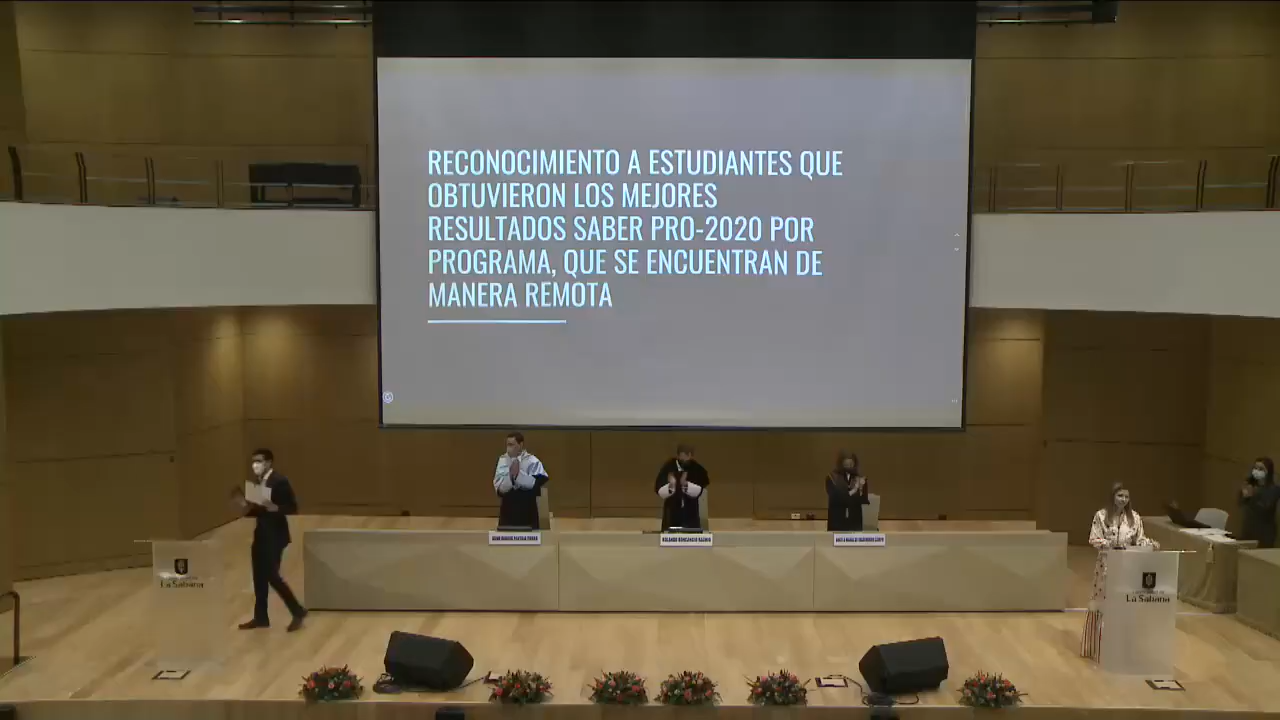 RECONOCIMIENTO A ESTUDIANTES QUE
OBTUVIERON LOS MEJORES
RESULTADOS SABER PRO-2020 POR
PROGRAMA, QUE SE ENCUENTRAN DE
MANERA REMOTA
La Sabana
La Sabana